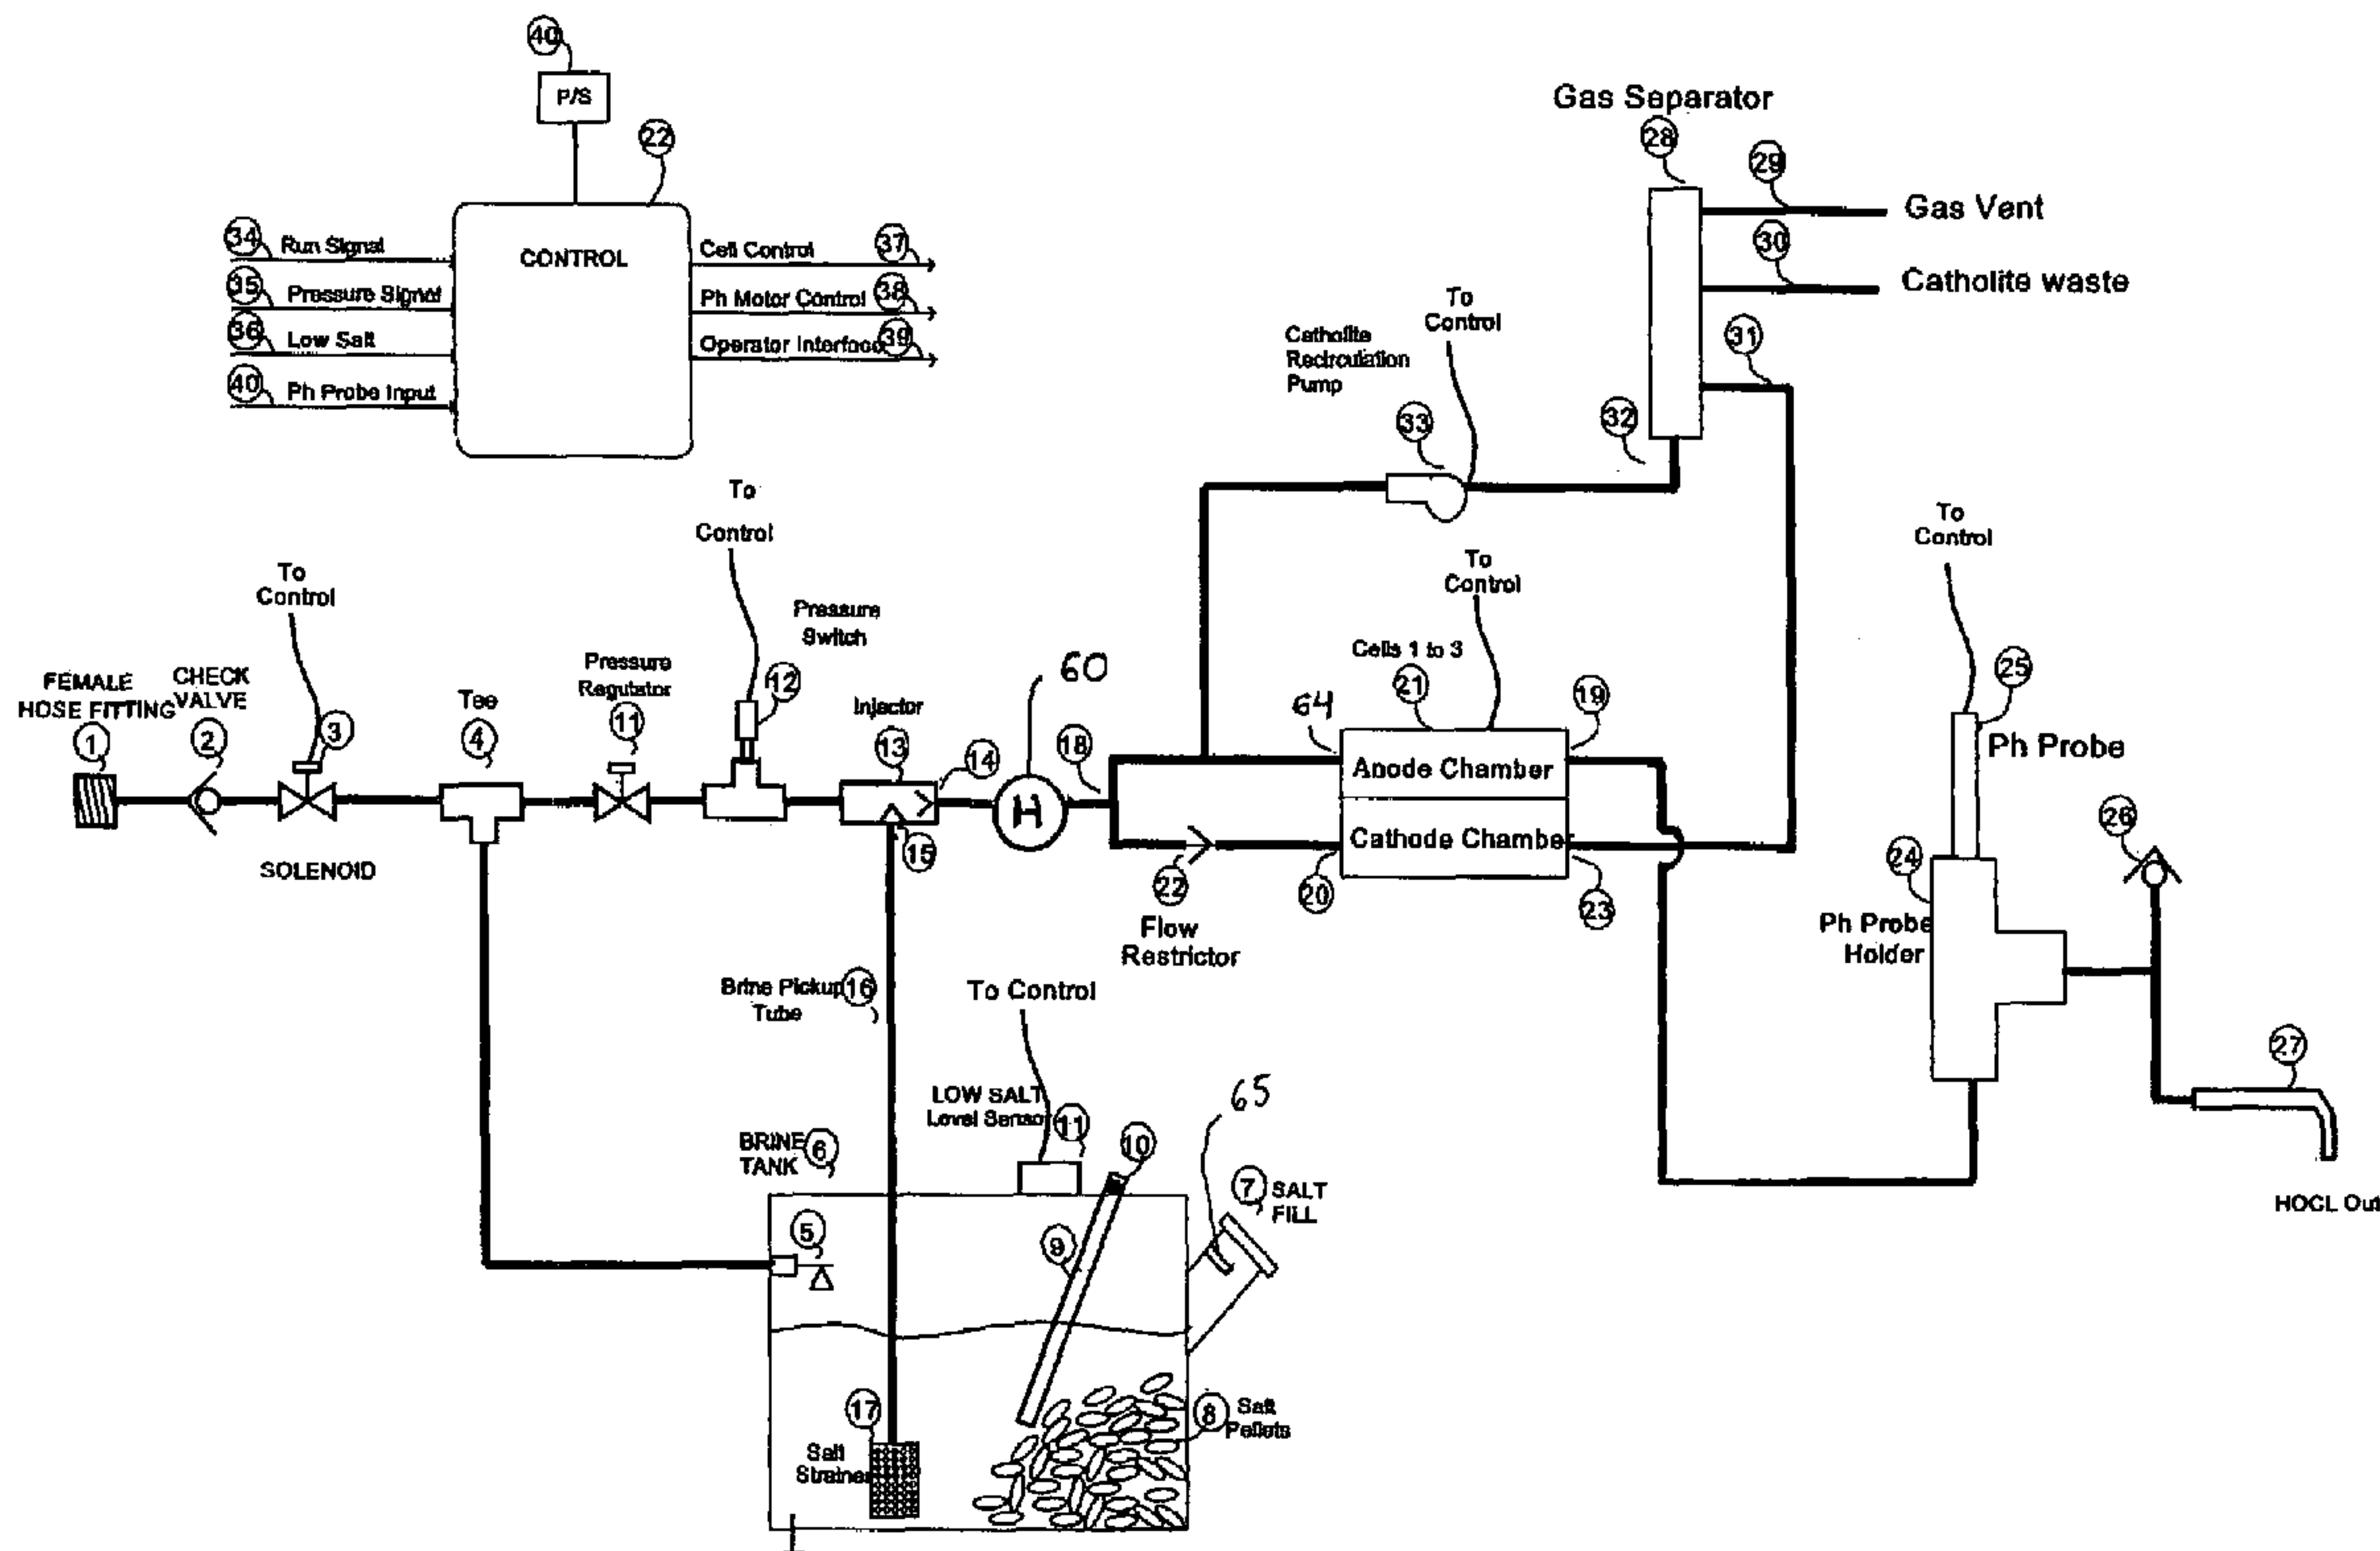 40
P/S
22
34 Run Signal
35 Pressure Signal
36 Low Salt
40 Ph Probe Input
CONTROL
Cell Control 37
Ph Motor Control 38
Operator Interface 39
Gas Separator
28
29
Gas Vent
30
Catholite waste
31
32
To
Control
Catholite
Recirculation
Pump
33
To
Control
25
Ph Probe
24
Ph Probe
Holder
26
27
HOCL Out
FEMALE
HOSE FITTING
1
CHECK
VALVE
2
To
Control
3
SOLENOID
Tee
4
Pressure
Regulator
11
To
Control
Pressure
Switch
12
Injector
13
14
15
60
H
18
To
Control
Cells 1 to 3
21
64
19
Anode Chamber
Cathode Chambe
20
23
22
Flow
Restrictor
Brine Pickup 16
Tube
To Control
LOW SALT
Level Sensor
11
10
65
BRINE
TANK
6
7 SALT
FILL
5
9
17
Salt
Strainer
8 Salt
Pellets